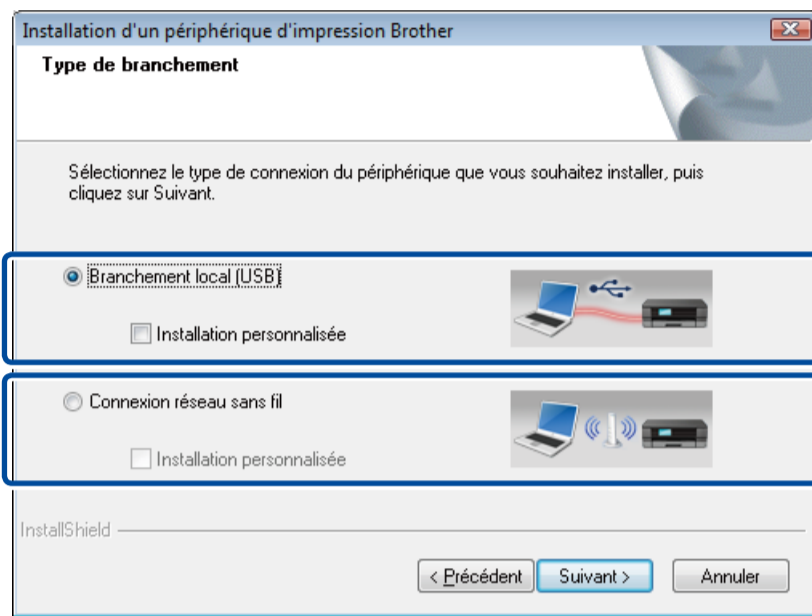 Installation d'un périphérique d'impression Brother
Type de branchement
Sélectionnez le type de connexion du périphérique que vous souhaitez installer, puis
cliquez sur Suivant.
Branchement local (USB)
Installation personnalisée
Connexion réseau sans fil
Installation personnalisée
InstallShield
< Précédent Suivant > Annuler